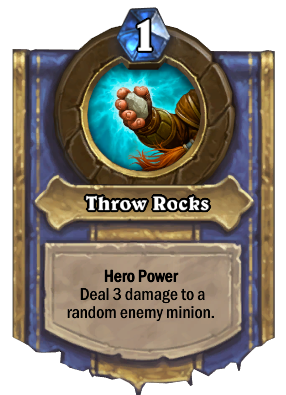 1
Throw Rocks
Hero Power
Deal 3 damage to a
random enemy minion.